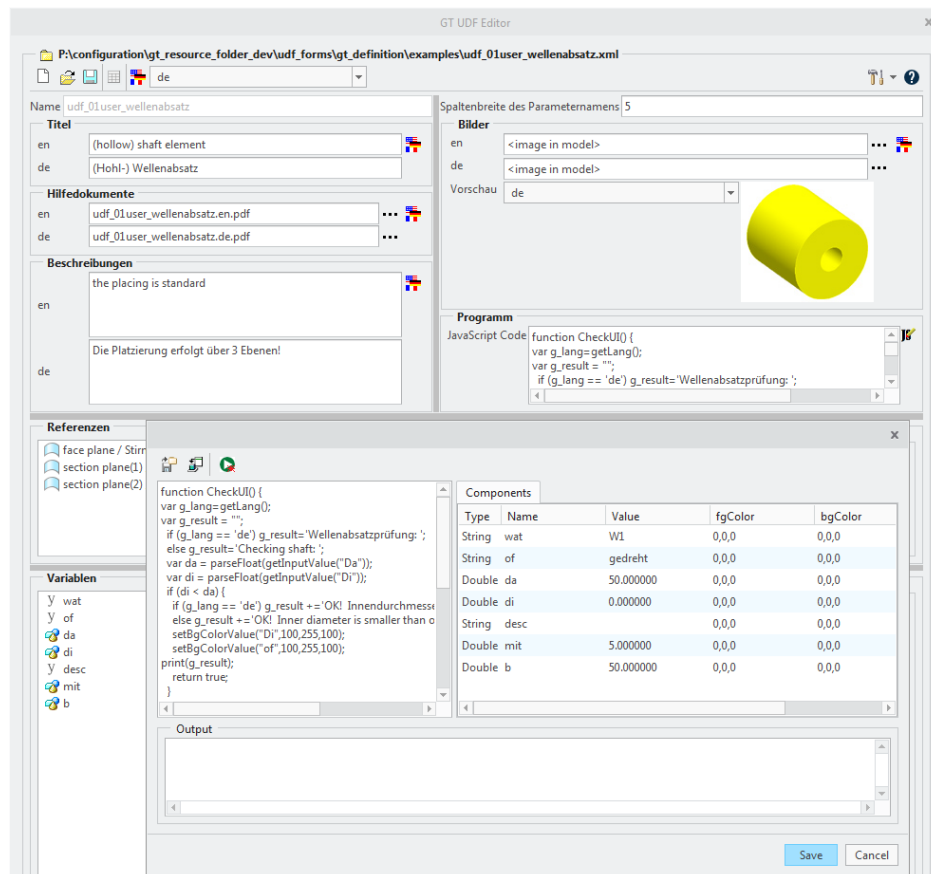 GT UDF Editor
P:\configuration\gt_resource_folder_dev\udf_forms\gt_definition\examples\udf_01user_wellenabsatz.xml
de
Name udf_01user_wellenabsatz
Spaltenbreite des Parameternamens 5
Titel
en (hollow) shaft element
de (Hohl-) Wellenabsatz
Hilfedokumente
en udf_01user_wellenabsatz.en.pdf
de udf_01user_wellenabsatz.de.pdf
Beschreibungen
en the placing is standard
de Die Platzierung erfolgt über 3 Ebenen!
Bilder
en <image in model>
de <image in model>
Vorschau de
Programm
JavaScript Code function CheckUI() {
var g_lang=getLang();
var g_result = "";
if (g_lang == 'de') g_result='Wellenabsatzprüfung: ';
Referenzen
face plane / Stirn
section plane(1)
section plane(2)
Variablen
y wat
y of
da
di
y desc
mit
b
function CheckUI() {
var g_lang=getLang();
var g_result = "";
if (g_lang == 'de') g_result='Wellenabsatzprüfung: ';
else g_result='Checking shaft: ';
var da = parseFloat(getInputValue("Da"));
var di = parseFloat(getInputValue("Di"));
if (di < da) {
if (g_lang == 'de') g_result +='OK! Innendurchmesse
else g_result +='OK! Inner diameter is smaller than o
setBgColorValue("Di",100,255,100);
setBgColorValue("of",100,255,100);
print(g_result);
return true;
}
Components
Type Name Value fgColor bgColor
String wat W1 0,0,0 0,0,0
String of gedreht 0,0,0 0,0,0
Double da 50.000000 0,0,0 0,0,0
Double di 0.000000 0,0,0 0,0,0
String desc 0,0,0 0,0,0
Double mit 5.000000 0,0,0 0,0,0
Double b 50.000000 0,0,0 0,0,0
Output
Save Cancel